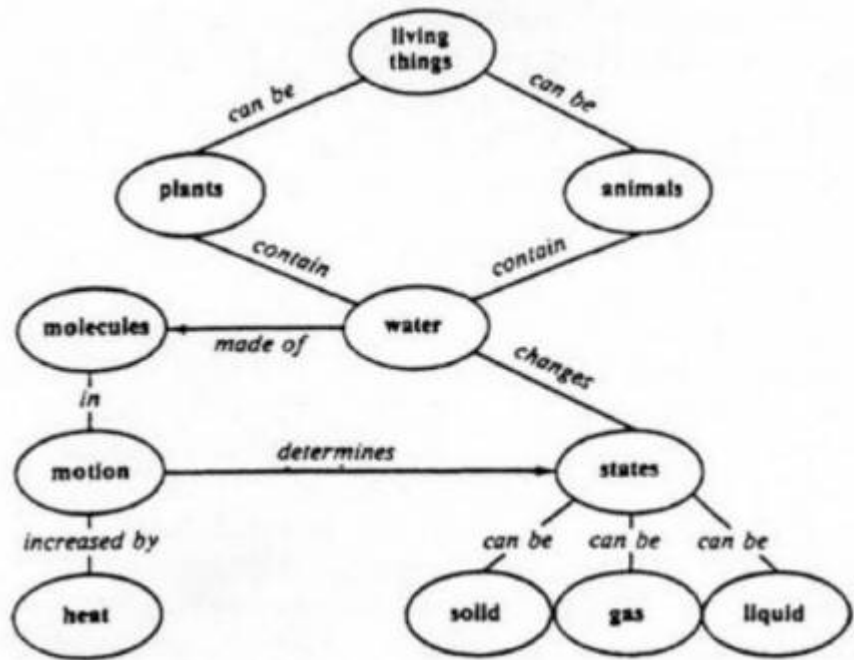 living
things
can be
can be
plants
animals
contain
contain
molecules
water
made of
changes
in
motion
determines
states
increased by
can be
can be
can be
heat
solid
gas
liquid